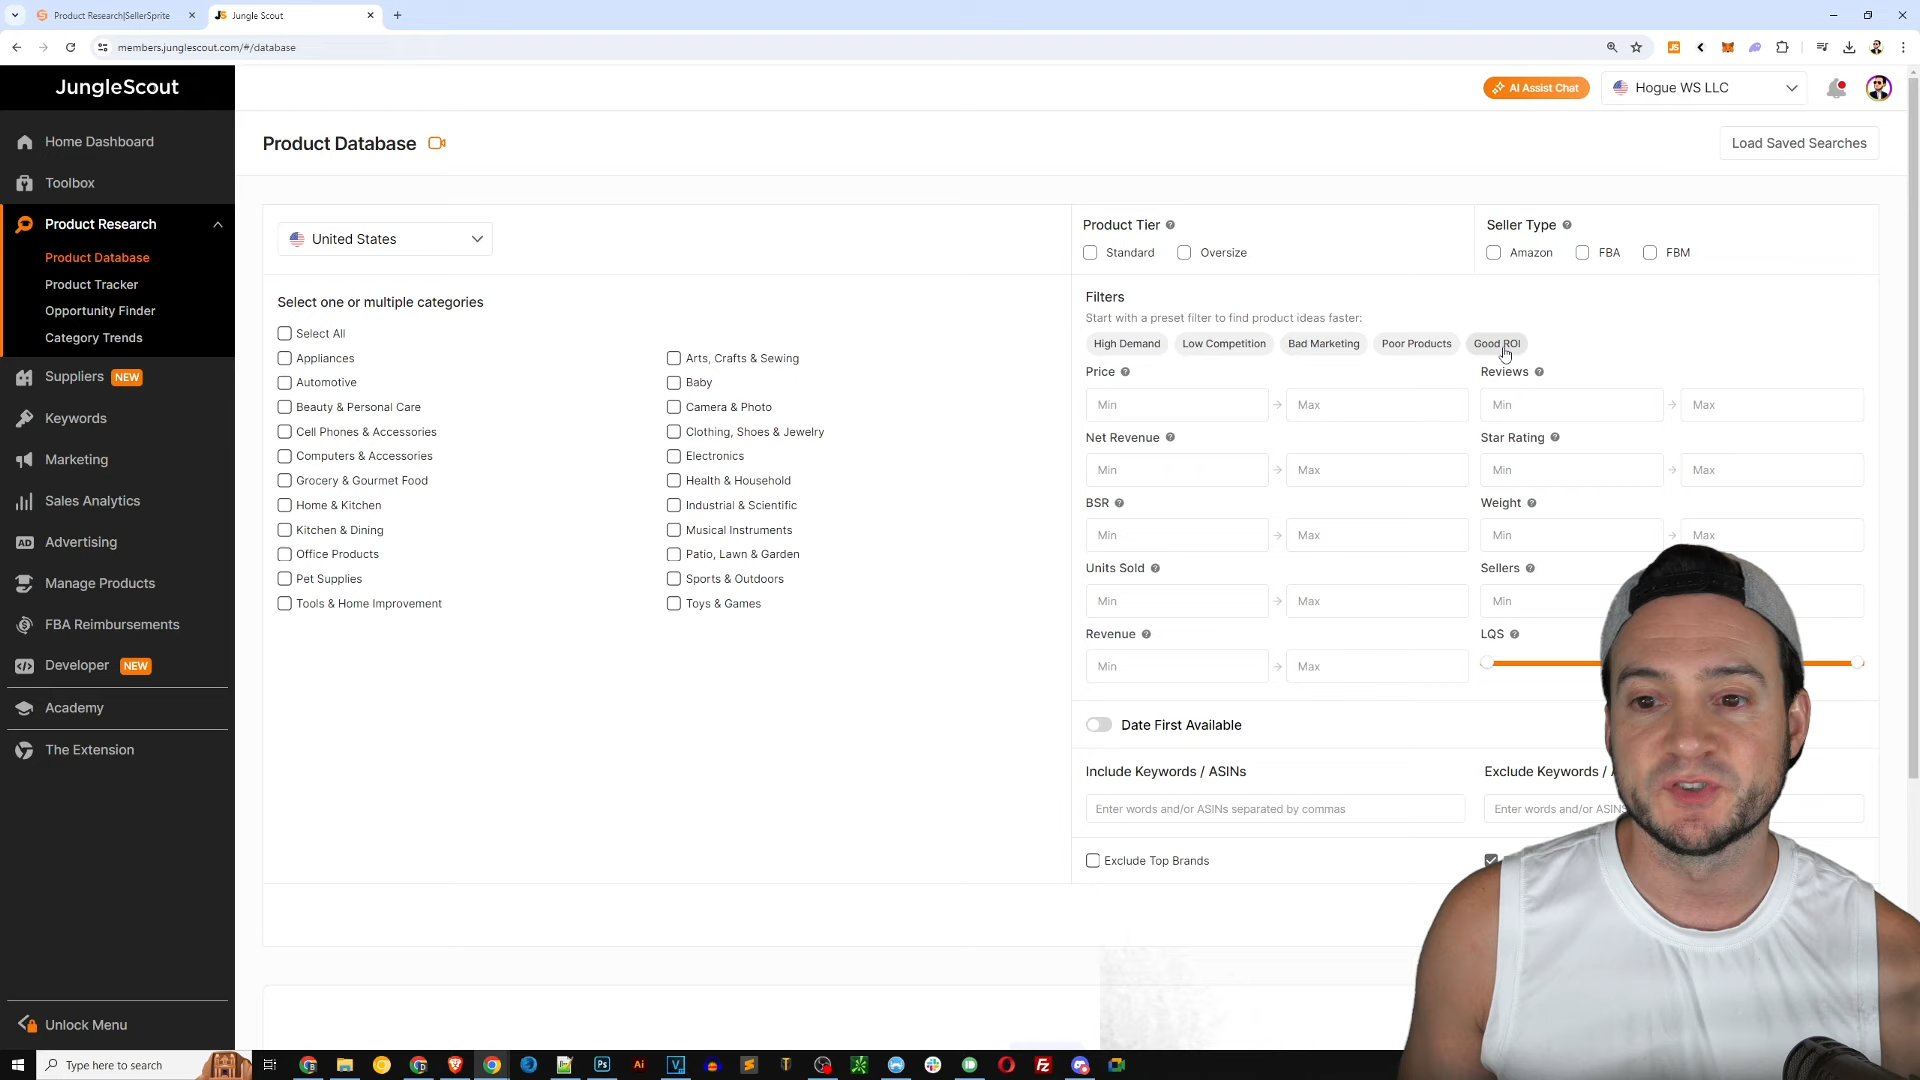 Product Research|SellerSprite
Jungle Scout
members.junglescout.com/#/database
JungleScout
AI Assist Chat
Hogue WS LLC
Home Dashboard
Toolbox
Product Research
Product Database
Product Tracker
Opportunity Finder
Category Trends
Suppliers NEW
Keywords
Marketing
Sales Analytics
AD Advertising
Manage Products
FBA Reimbursements
Developer NEW
Academy
The Extension
Unlock Menu
Product Database
Load Saved Searches
United States
Select one or multiple categories
Select All
Appliances
Arts, Crafts & Sewing
Automotive
Baby
Beauty & Personal Care
Camera & Photo
Cell Phones & Accessories
Clothing, Shoes & Jewelry
Computers & Accessories
Electronics
Grocery & Gourmet Food
Health & Household
Home & Kitchen
Industrial & Scientific
Kitchen & Dining
Musical Instruments
Office Products
Patio, Lawn & Garden
Pet Supplies
Sports & Outdoors
Tools & Home Improvement
Toys & Games
Product Tier
Standard Oversize
Seller Type
Amazon FBA FBM
Filters
Start with a preset filter to find product ideas faster:
High Demand Low Competition Bad Marketing Poor Products Good ROI
Price
Min Max
Reviews
Min Max
Net Revenue
Min Max
Star Rating
Min Max
BSR
Min Max
Weight
Min Max
Units Sold
Min Max
Sellers
Min
Revenue
Min Max
LQS
Date First Available
Include Keywords / ASINs
Enter words and/or ASINs separated by commas
Exclude Keywords /
Enter words and/or ASINs
Exclude Top Brands
Type here to search